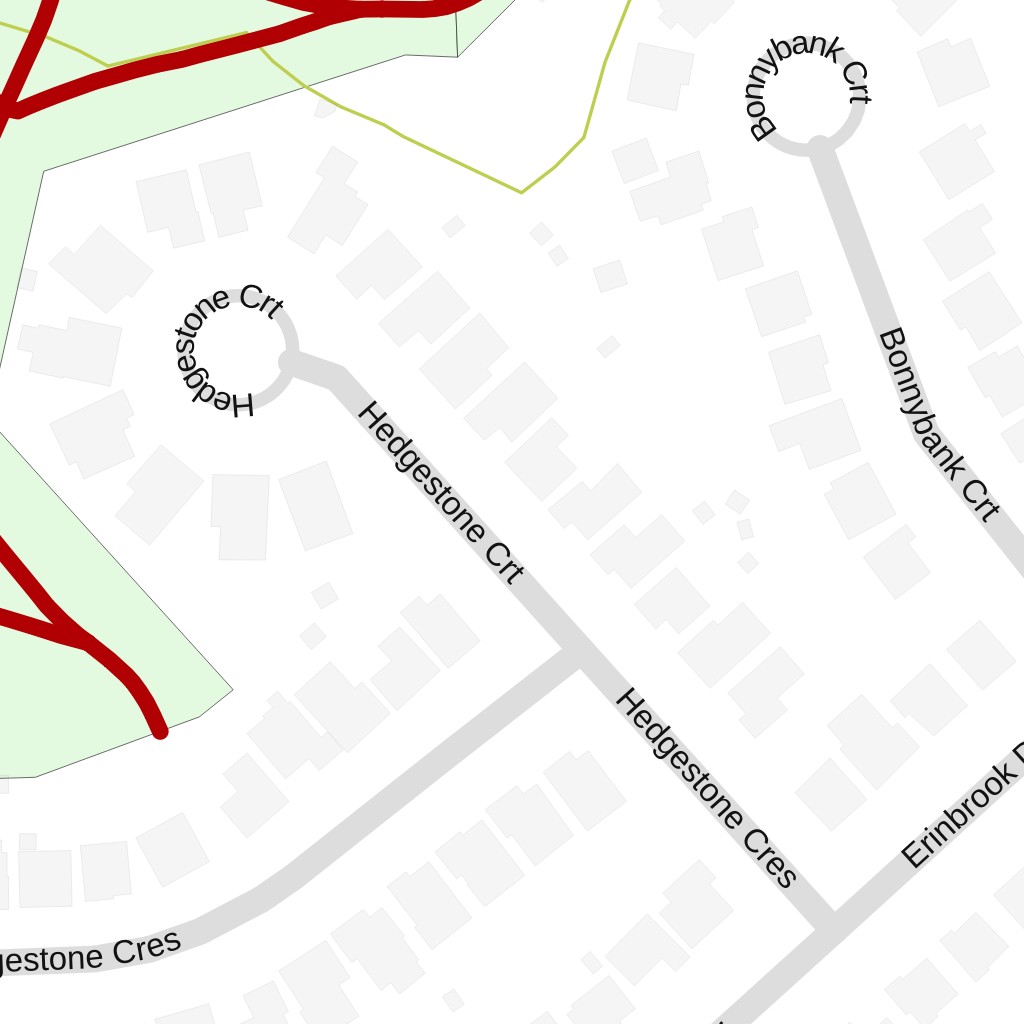 Bonnybank Crt
Hedgestone Crt
Bonnybank Crt
Hedgestone Crt
Hedgestone Cres
Erinbrook
gestone Cres